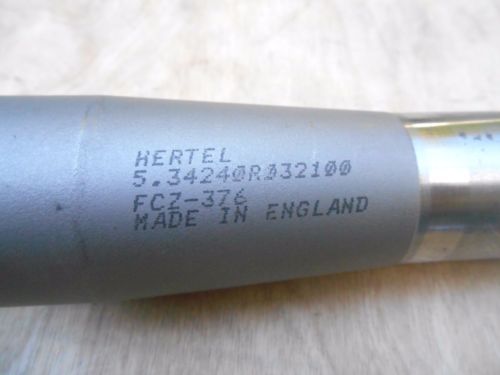 HERTEL
5.34240R032100
FCZ-376
MADE IN ENGLAND